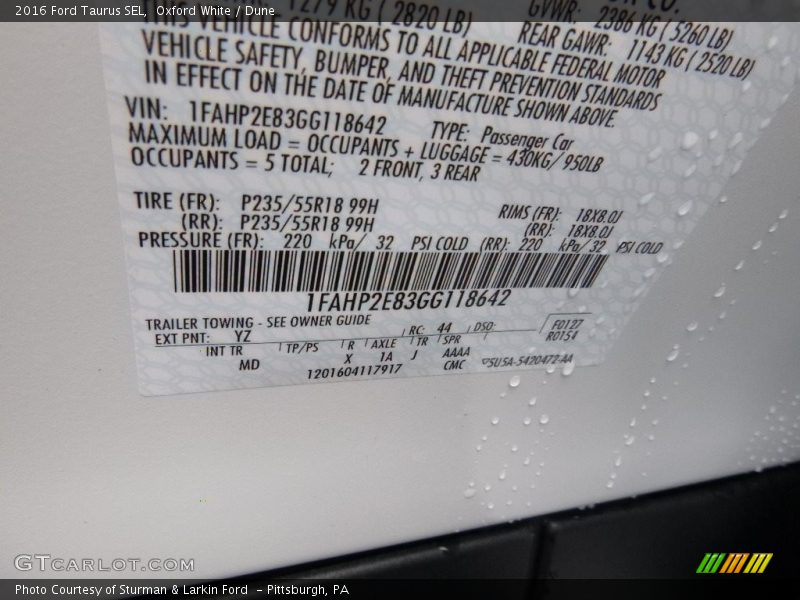 2016 Ford Taurus SEL, Oxford White / Dune
1279 KG ( 2820 LB) GVWR: 2386 KG ( 5260 LB)
REAR GAWR: 1143 KG ( 2520 LB)
THIS VEHICLE CONFORMS TO ALL APPLICABLE FEDERAL MOTOR
VEHICLE SAFETY, BUMPER, AND THEFT PREVENTION STANDARDS
IN EFFECT ON THE DATE OF MANUFACTURE SHOWN ABOVE.
VIN: 1FAHP2E83GG118642 TYPE: Passenger Car
MAXIMUM LOAD = OCCUPANTS + LUGGAGE = 430KG/ 950LB
OCCUPANTS = 5 TOTAL; 2 FRONT, 3 REAR
TIRE (FR): P235/55R18 99H RIMS (FR): 18X8.0J
(RR): P235/55R18 99H (RR): 18X8.0J
PRESSURE (FR): 220 kPa/ 32 PSI COLD (RR): 220 kPa/ 32 PSI COLD
1FAHP2E83GG118642
TRAILER TOWING - SEE OWNER GUIDE
EXT PNT: YZ RC: 44 DSO: F0127
R0154
INT TR TP/PS R AXLE TR SPR
MD X 1A J AAAA
1201604117917 CMC 5U5A-5420472-AA
GTCARLOT.COM
Photo Courtesy of Sturman & Larkin Ford - Pittsburgh, PA